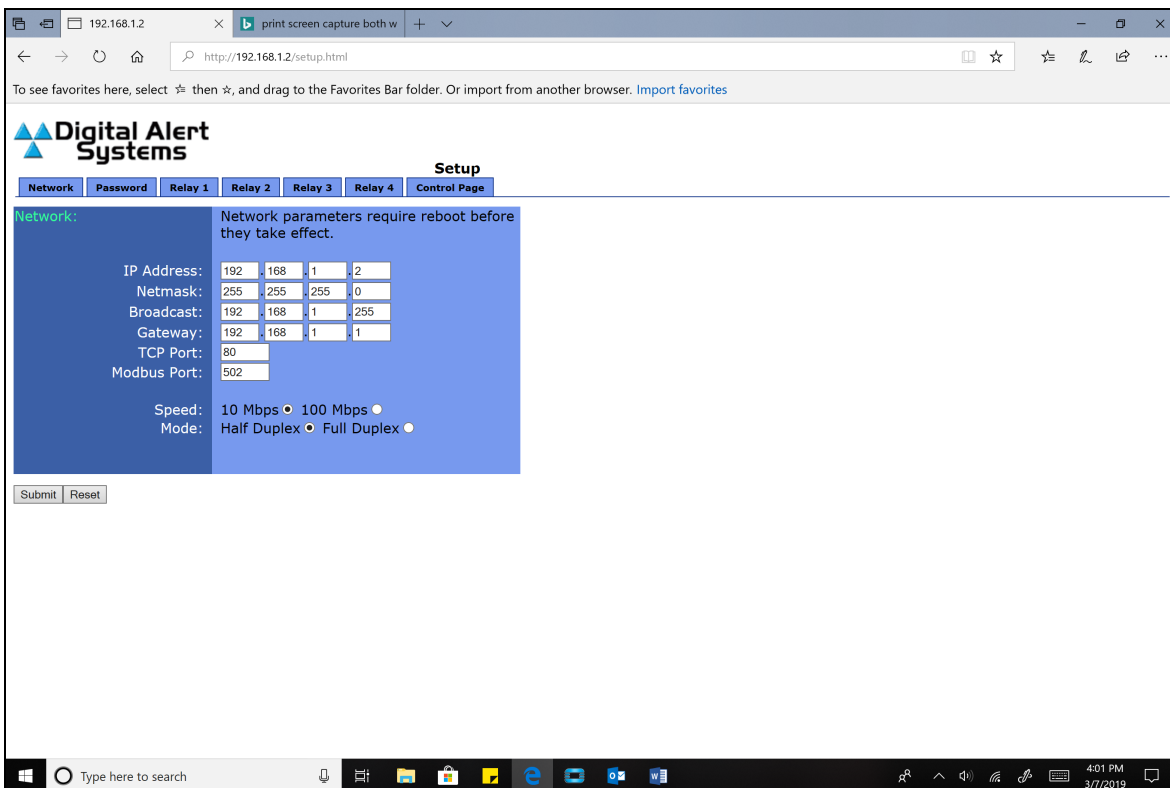 192.168.1.2
print screen capture both w
http://192.168.1.2/setup.html
To see favorites here, select then ☆, and drag to the Favorites Bar folder. Or import from another browser. Import favorites
Digital Alert
Systems
Setup
Network Password Relay 1 Relay 2 Relay 3 Relay 4 Control Page
Network: Network parameters require reboot before
they take effect.
IP Address: 192 . 168 . 1 . 2
Netmask: 255 . 255 . 255 . 0
Broadcast: 192 . 168 . 1 . 255
Gateway: 192 . 168 . 1 . 1
TCP Port: 80
Modbus Port: 502
Speed: 10 Mbps 100 Mbps
Mode: Half Duplex Full Duplex
Submit Reset
Type here to search
4:01 PM
3/7/2019